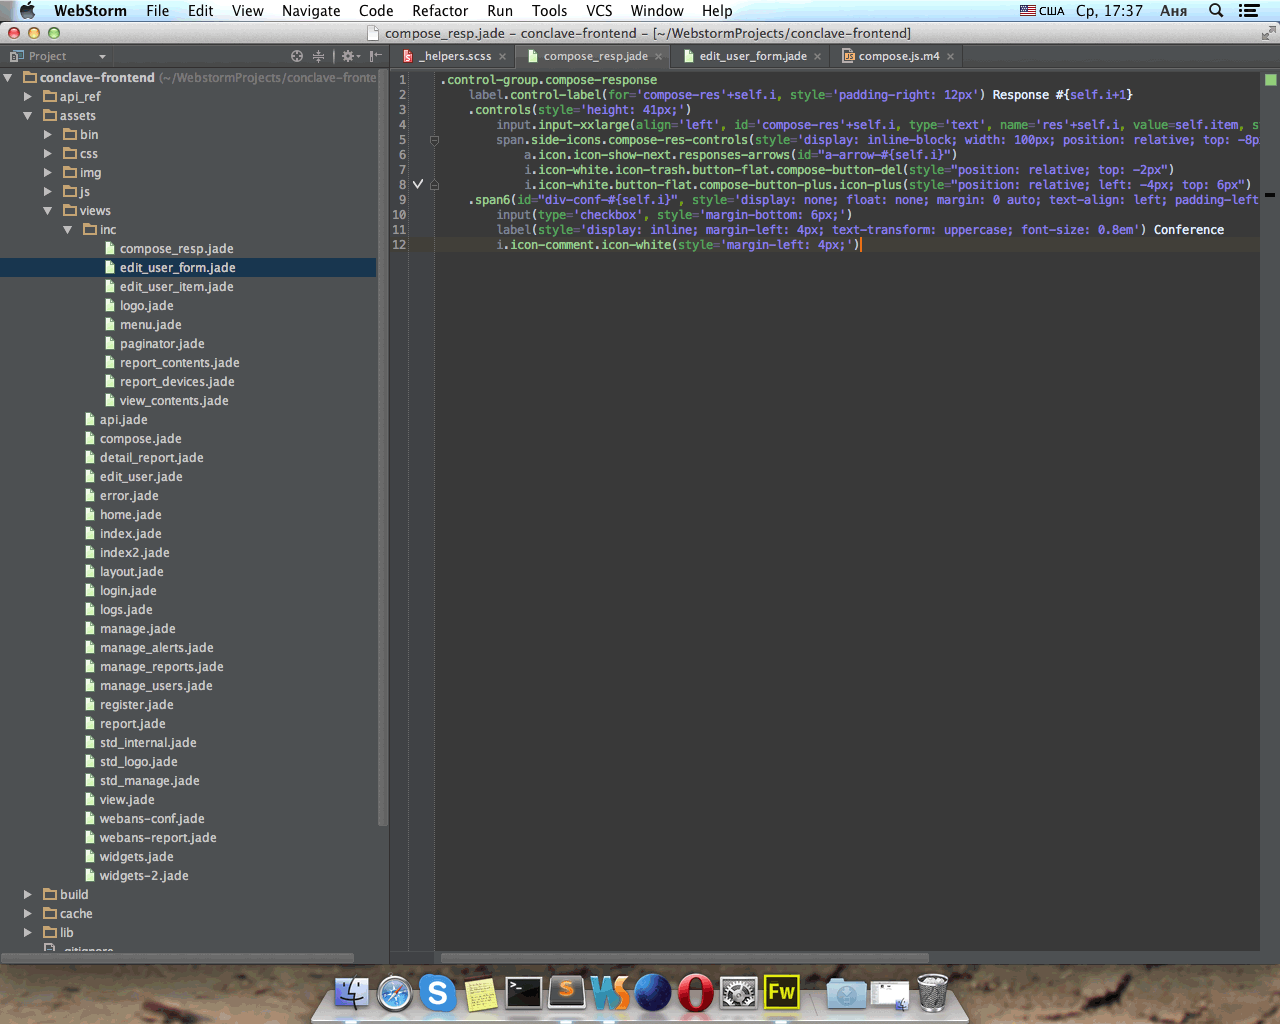 WebStorm File Edit View Navigate Code Refactor Run Tools VCS Window Help США Ср, 17:37 Аня
compose_resp.jade – conclave-frontend – [~/WebstormProjects/conclave-frontend]
Project
_helpers.scss compose_resp.jade edit_user_form.jade compose.js.m4
conclave-frontend (~/WebstormProjects/conclave-fronte
api_ref
assets
bin
css
img
js
views
inc
compose_resp.jade
edit_user_form.jade
edit_user_item.jade
logo.jade
menu.jade
paginator.jade
report_contents.jade
report_devices.jade
view_contents.jade
api.jade
compose.jade
detail_report.jade
edit_user.jade
error.jade
home.jade
index.jade
index2.jade
layout.jade
login.jade
logs.jade
manage.jade
manage_alerts.jade
manage_reports.jade
manage_users.jade
register.jade
report.jade
std_internal.jade
std_logo.jade
std_manage.jade
view.jade
webans-conf.jade
webans-report.jade
widgets.jade
widgets-2.jade
build
cache
lib
.gitignore
1 .control-group.compose-response
2 label.control-label(for='compose-res'+self.i, style='padding-right: 12px') Response #{self.i+1}
3 .controls(style='height: 41px;')
4 input.input-xxlarge(align='left', id='compose-res'+self.i, type='text', name='res'+self.i, value=self.item, s
5 span.side-icons.compose-res-controls(style='display: inline-block; width: 100px; position: relative; top: -8p
6 a.icon.icon-show-next.responses-arrows(id="a-arrow-#{self.i}")
7 i.icon-white.icon-trash.button-flat.compose-button-del(style="position: relative; top: -2px")
8 i.icon-white.button-flat.compose-button-plus.icon-plus(style="position: relative; left: -4px; top: 6px")
9 .span6(id="div-conf-#{self.i}", style='display: none; float: none; margin: 0 auto; text-align: left; padding-left
10 input(type='checkbox', style='margin-bottom: 6px;')
11 label(style='display: inline; margin-left: 4px; text-transform: uppercase; font-size: 0.8em') Conference
12 i.icon-comment.icon-white(style='margin-left: 4px;')
S S WS Fw